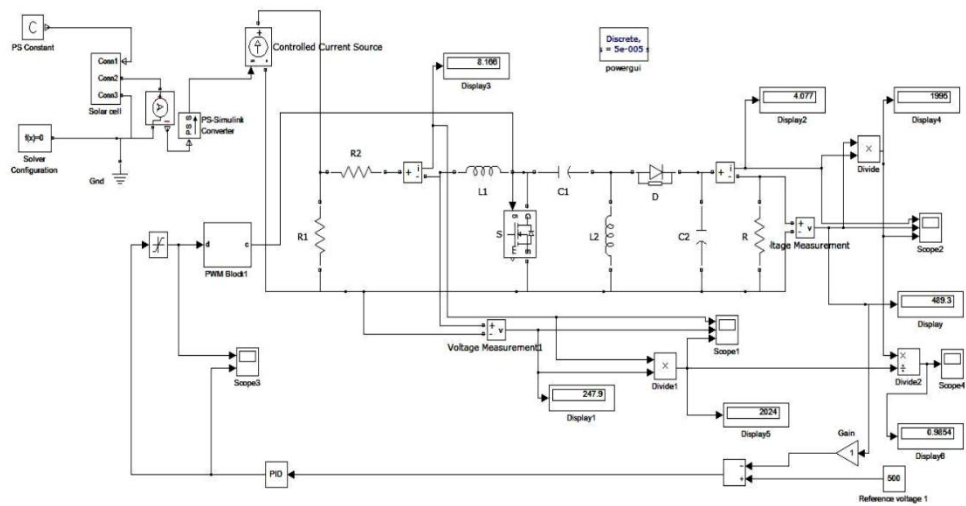 C
PS Constant
Conn1
Conn2
Conn3
Solar cell
f(x)=0
Solver
Configuration
Gnd
A
PS S
PS-Simulink
Converter
+
Controlled Current Source
Discrete,
s = 5e-005 s
powergui
8.166
Display3
4.077
Display2
1995
Display4
×
Divide
R2
+
-
i
L1
C1
D
+
-
i
R1
S
g
E
L2
C2
R
+
-
v
ltage Measurement
Scope2
d
c
PWM Block1
489.3
Display
+
-
v
Voltage Measurement1
Scope1
Scope3
×
Divide1
×
÷
Divide2
Scope4
247.9
Display1
2024
Display5
Gain
1
0.9854
Display6
PID
-
+
500
Reference voltage 1